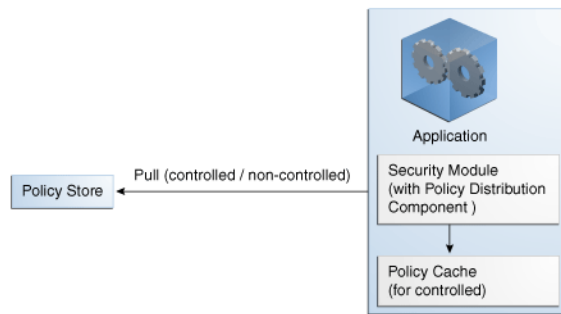 Application
Pull (controlled / non-controlled)
Policy Store
Security Module
(with Policy Distribution
Component )
Policy Cache
(for controlled)